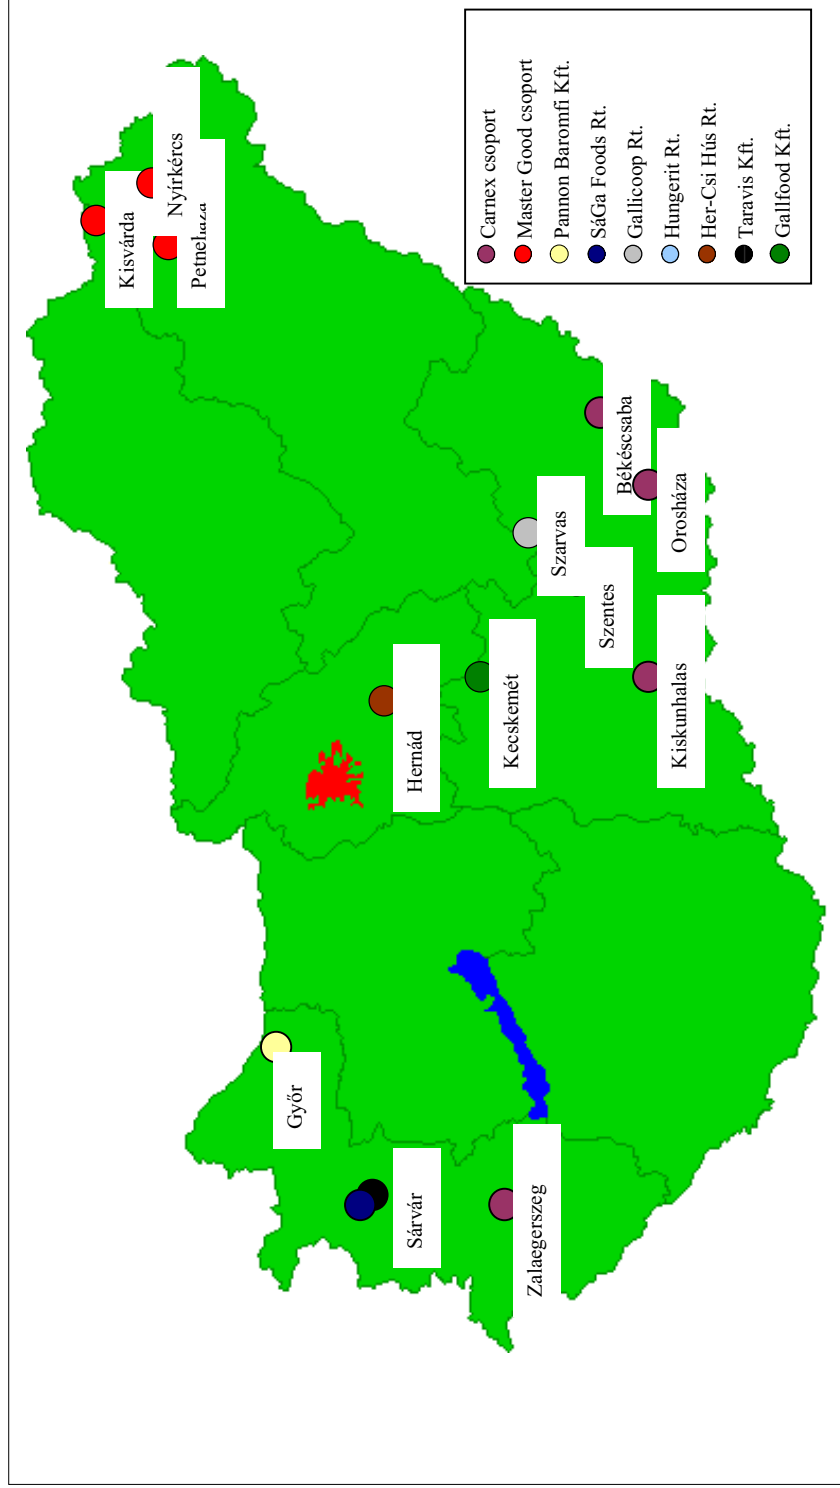 Kisvárda
Nyírkércs
Petneháza
Győr
Sárvár
Hernád
Kecskemét
Szarvas
Zalaegerszeg
Szentes
Békéscsaba
Kiskunhalas
Orosháza
Carnex csoport
Master Good csoport
Pannon Baromfi Kft.
SáGa Foods Rt.
Gallicoop Rt.
Hungerit Rt.
Her-Csi Hús Rt.
Taravis Kft.
Gallfood Kft.